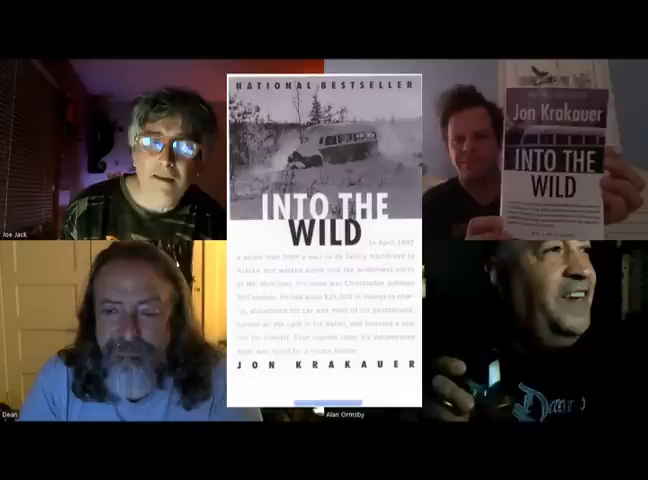 NATIONAL BESTSELLER
INTO THE
WILD
In April 1992
a young man from a well-to-do family hitchhiked to
Alaska and walked alone into the wilderness north
of Mt. McKinley. His name was Christopher Johnson
McCandless. He had given $25,000 in savings to char-
ity, abandoned his car and most of his possessions,
burned all the cash in his wallet, and invented a new
life for himself. Four months later his decomposed
body was found by a moose hunter.
JON KRAKAUER
Jon Krakauer
INTO THE
WILD
Joe Jack
Dean
Alan Ormsby